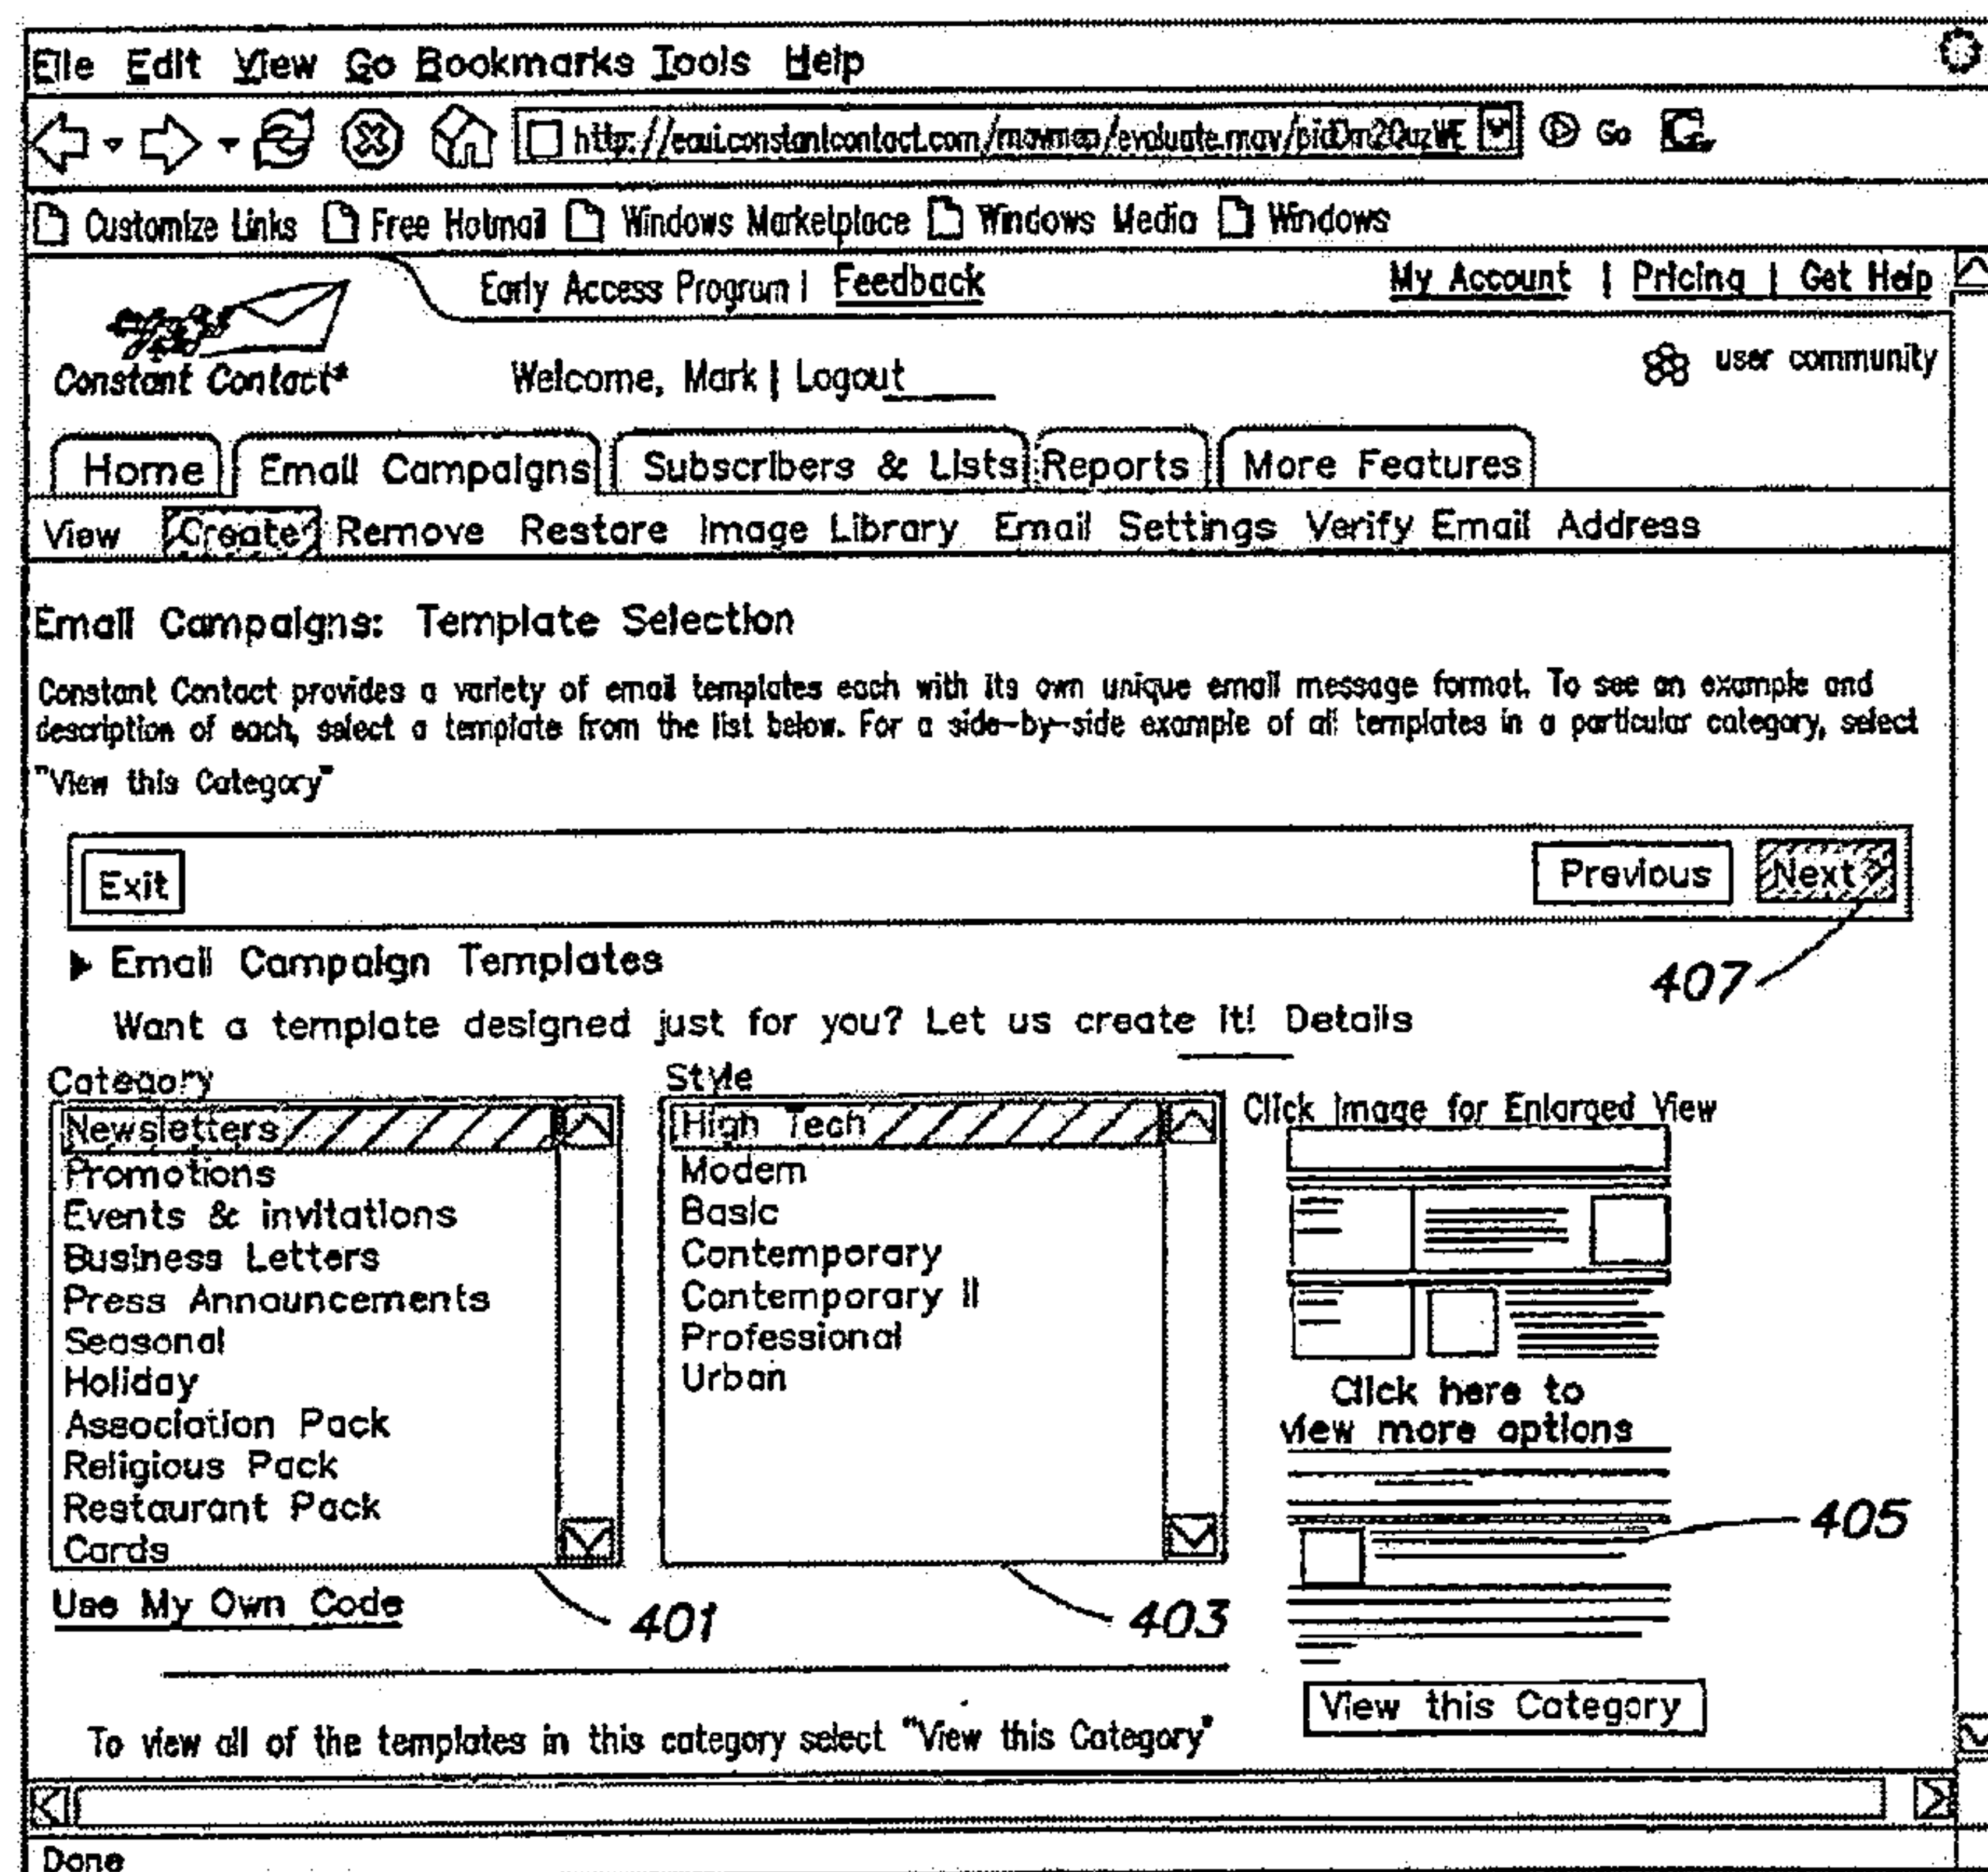 File Edit View Go Bookmarks Tools Help
Go
Customize Links Free Hotmail Windows Marketplace Windows Media Windows
Early Access Program | Feedback
My Account | Pricing | Get Help
Constant Contact
Welcome, Mark | Logout
user community
Home Email Campaigns Subscribers & Lists Reports More Features
View Create Remove Restore Image Library Email Settings Verify Email Address
Email Campaigns: Template Selection
Constant Contact provides a variety of email templates each with its own unique email message format. To see an example and
description of each, select a template from the list below. For a side-by-side example of all templates in a particular category, select
"View this Category"
Exit
Previous
Next
407
Email Campaign Templates
Want a template designed just for you? Let us create it! Details
Category
Newsletters
Promotions
Events & invitations
Business Letters
Press Announcements
Seasonal
Holiday
Association Pack
Religious Pack
Restaurant Pack
Cards
Use My Own Code
401
Style
High Tech
Modem
Basic
Contemporary
Contemporary II
Professional
Urban
403
Click Image for Enlarged View
Click here to
view more options
405
View this Category
To view all of the templates in this category select "View this Category"
Done